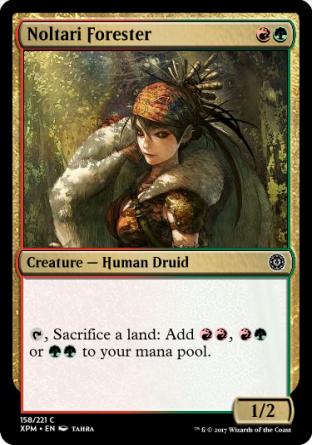 Noltari Forester
Creature — Human Druid
, Sacrifice a land: Add , 
or  to your mana pool.
1/2
158/221 C
XPM • EN TAHRA
™ & © 2017 Wizards of the Coast